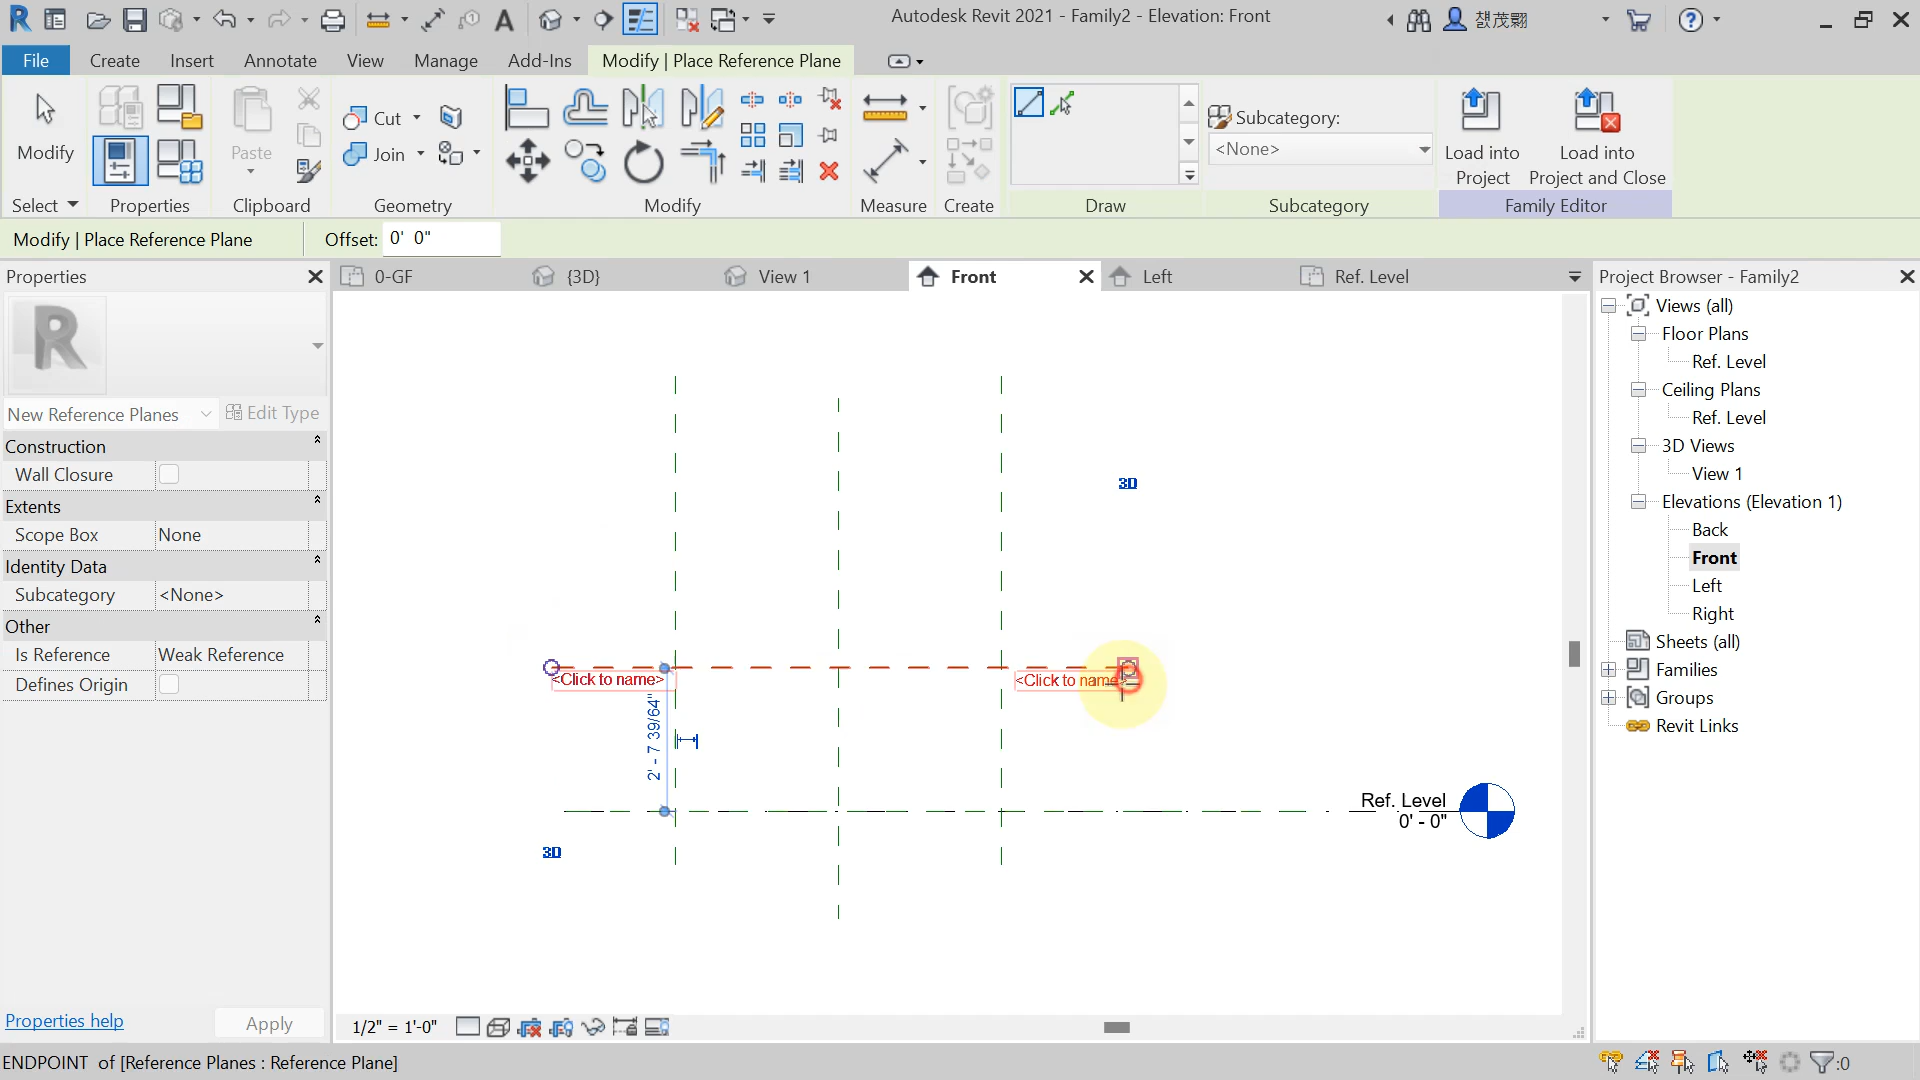 Autodesk Revit 2021 - Family2 - Elevation: Front
File
Create
Insert
Annotate
View
Manage
Add-Ins
Modify | Place Reference Plane
Modify
Cut
Join
Paste
Subcategory:
<None>
Load into
Project
Load into
Project and Close
Select
Properties
Clipboard
Geometry
Modify
Measure
Create
Draw
Subcategory
Family Editor
Modify | Place Reference Plane
Offset: 0' 0"
Properties
0-GF
{3D}
View 1
Front
Left
Ref. Level
Project Browser - Family2
R
New Reference Planes
Edit Type
Construction
Wall Closure
Extents
Scope Box None
Identity Data
Subcategory <None>
Other
Is Reference Weak Reference
Defines Origin
Properties help
Apply
3D
<Click to name>
<Click to name>
2' - 7 39/64"
Ref. Level
0' - 0"
3D
1/2" = 1'-0"
Views (all)
Floor Plans
Ref. Level
Ceiling Plans
Ref. Level
3D Views
View 1
Elevations (Elevation 1)
Back
Front
Left
Right
Sheets (all)
Families
Groups
Revit Links
ENDPOINT of [Reference Planes : Reference Plane]
:0